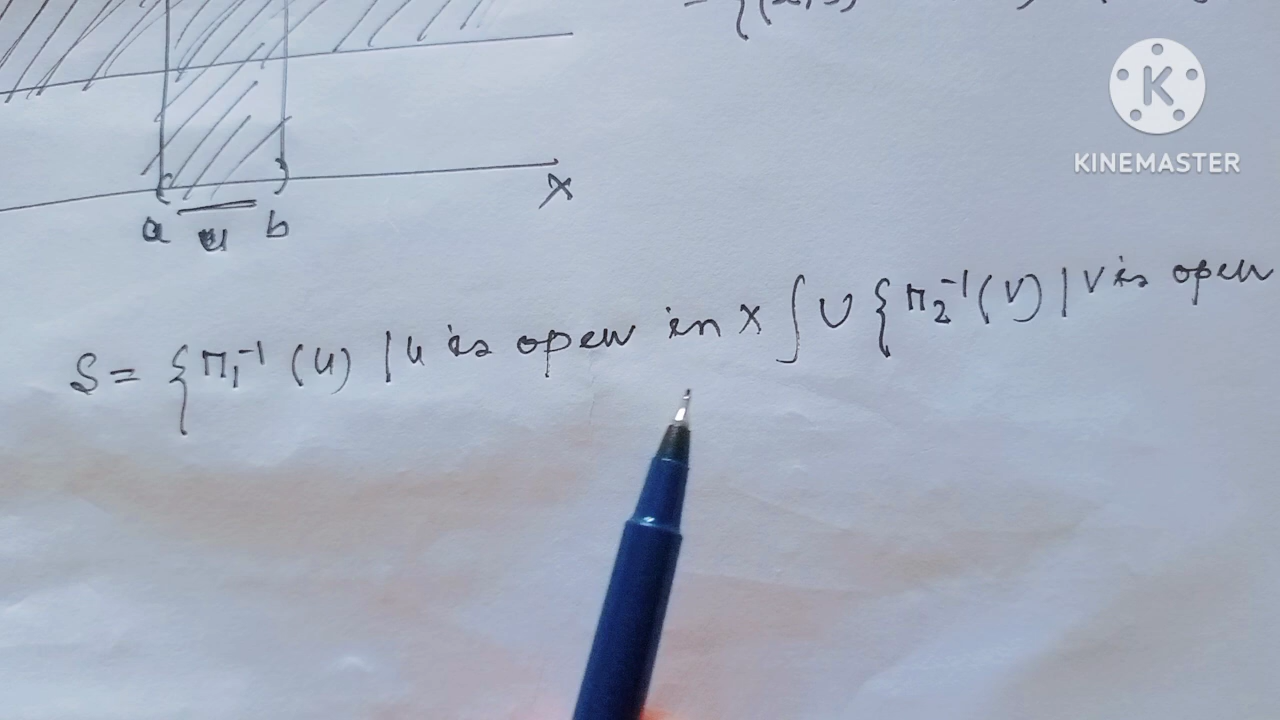 K
KINEMASTER
X
a u b
S = { π₁⁻¹ (U) | U is open in X } ∪ { π₂⁻¹ (V) | V is open